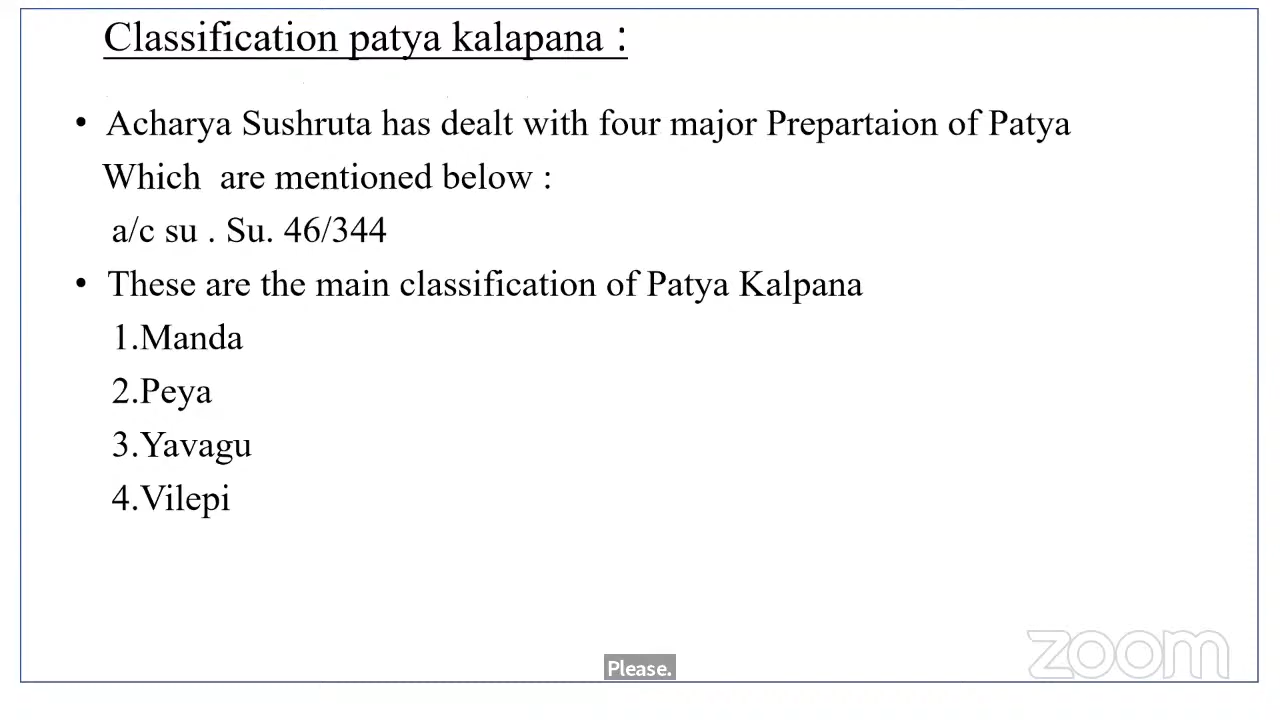 Classification patya kalapana :
• Acharya Sushruta has dealt with four major Prepartaion of Patya
Which are mentioned below :
a/c su . Su. 46/344
• These are the main classification of Patya Kalpana
1.Manda
2.Peya
3.Yavagu
4.Vilepi
zoom
Please.